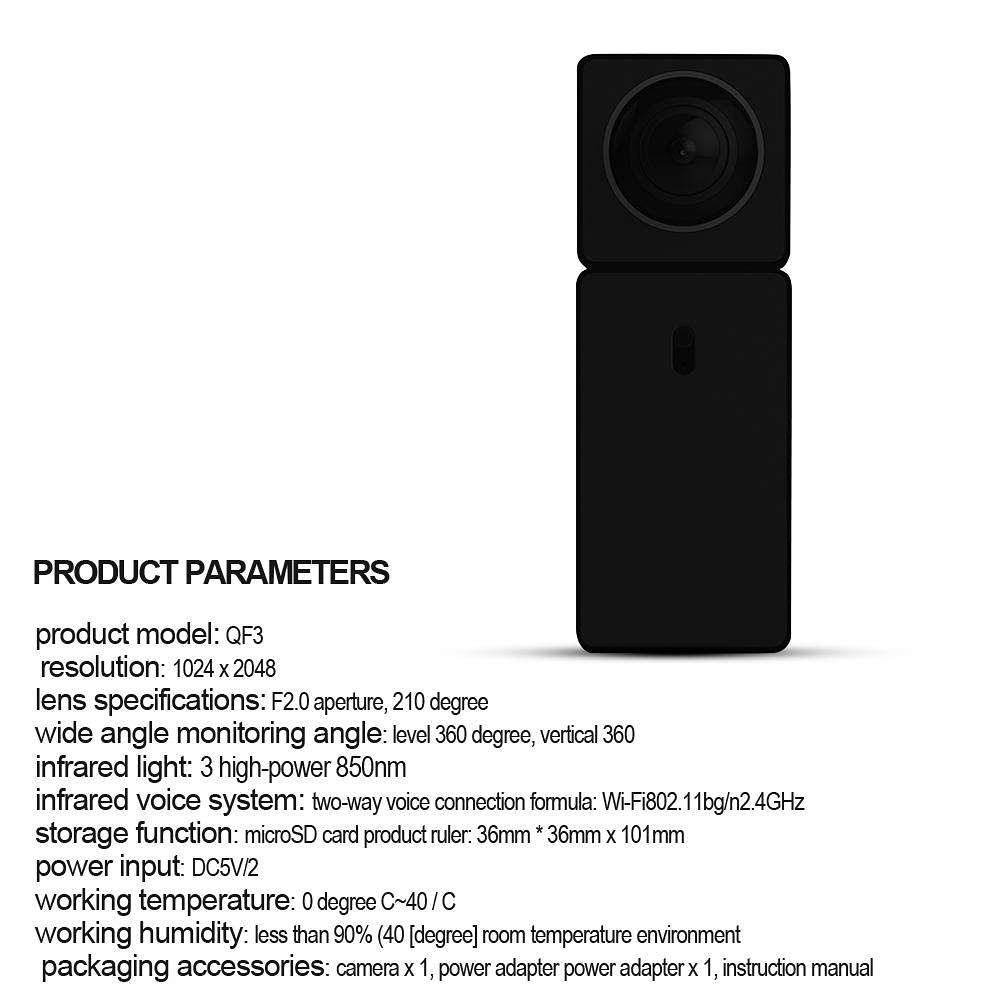 PRODUCT PARAMETERS
product model: QF3
resolution: 1024 x 2048
lens specifications: F2.0 aperture, 210 degree
wide angle monitoring angle: level 360 degree, vertical 360
infrared light: 3 high-power 850nm
infrared voice system: two-way voice connection formula: Wi-Fi802.11bg/n2.4GHz
storage function: microSD card product ruler: 36mm * 36mm x 101mm
power input: DC5V/2
working temperature: 0 degree C~40 / C
working humidity: less than 90% (40 [degree] room temperature environment
packaging accessories: camera x 1, power adapter power adapter x 1, instruction manual